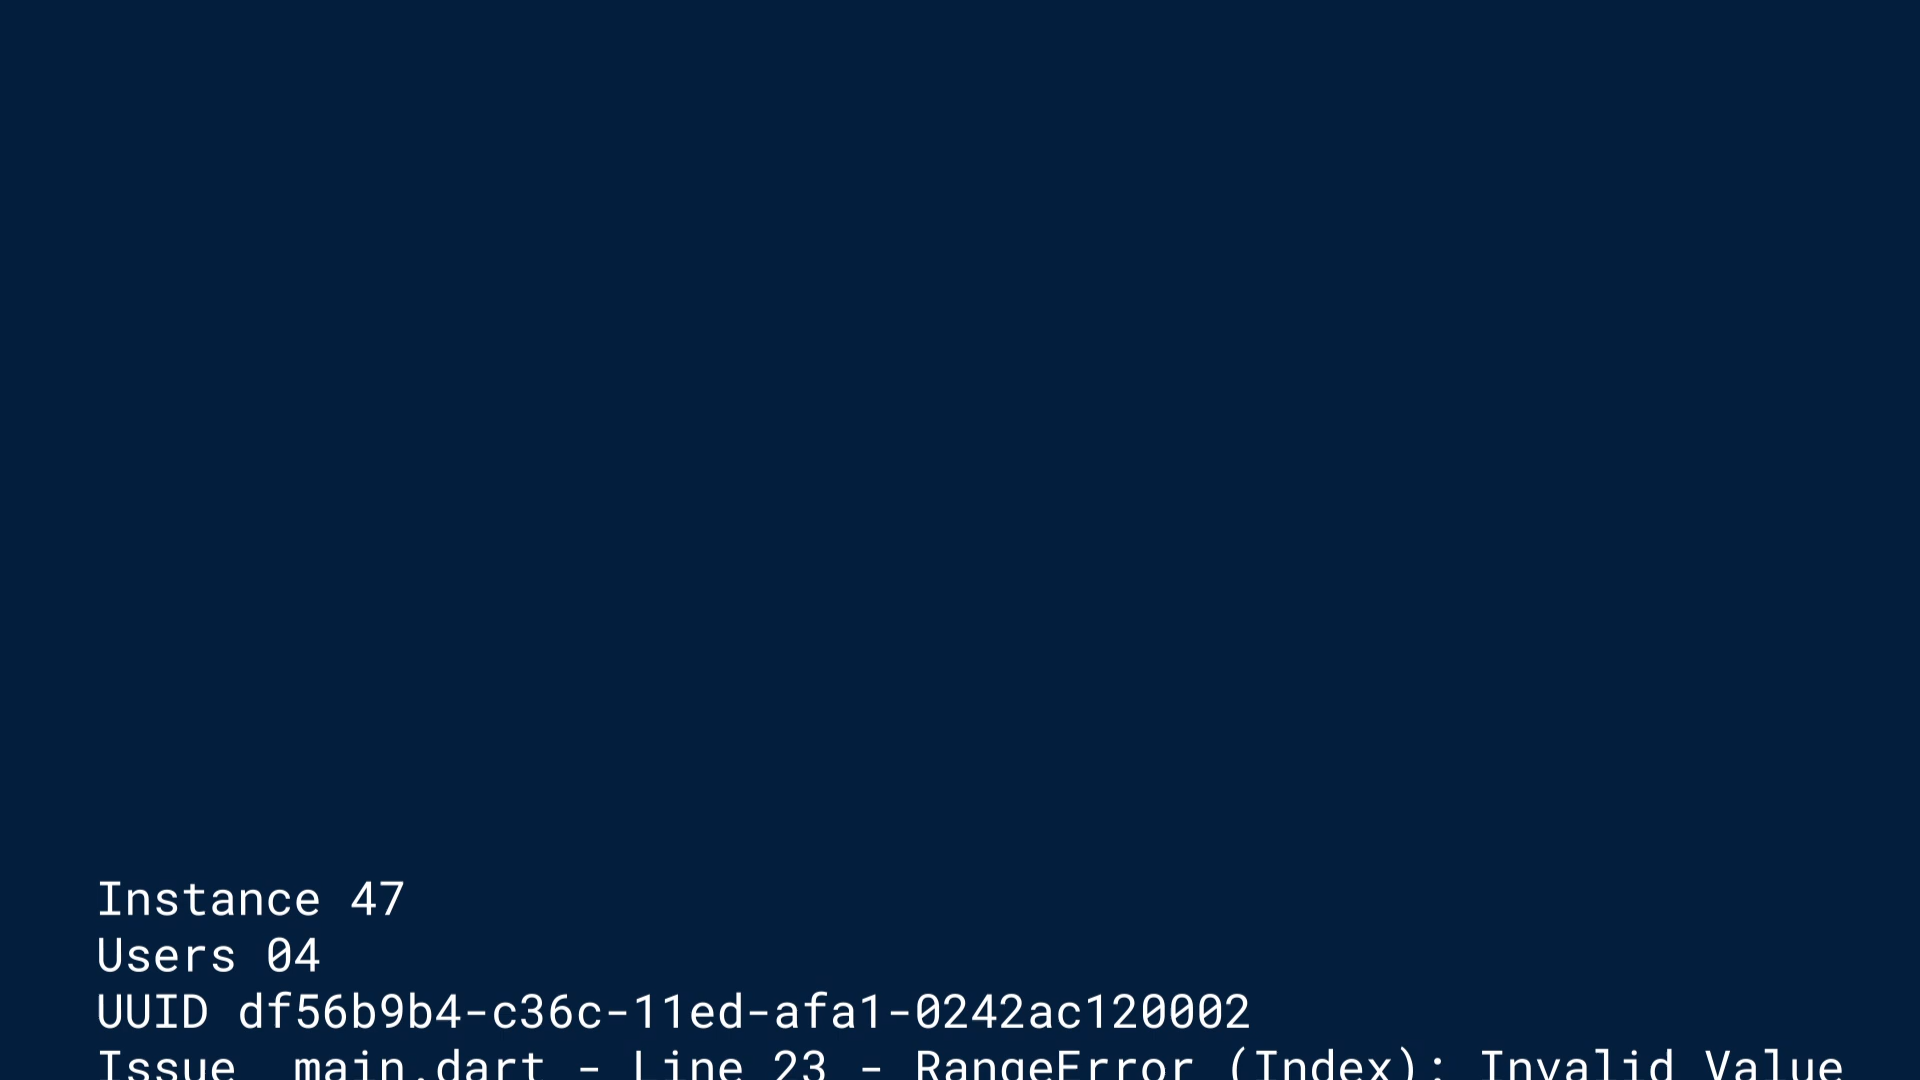 Instance 47
Users 04
UUID df56b9b4-c36c-11ed-afa1-0242ac120002
Issue  main.dart - Line 23 - RangeError (Index): Invalid Value